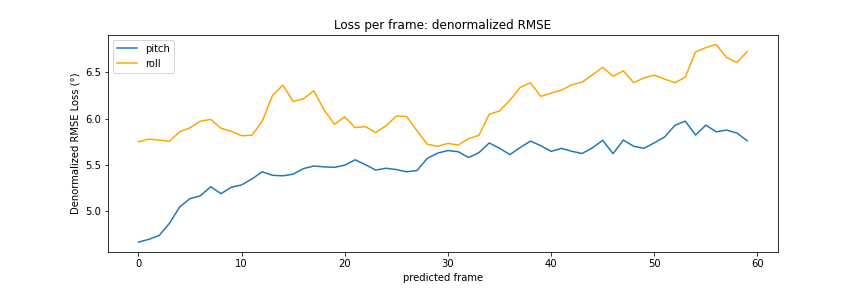 Loss per frame: denormalized RMSE
pitch
roll
Denormalized RMSE Loss (°)
6.5
6.0
5.5
5.0
0 10 20 30 40 50 60
predicted frame